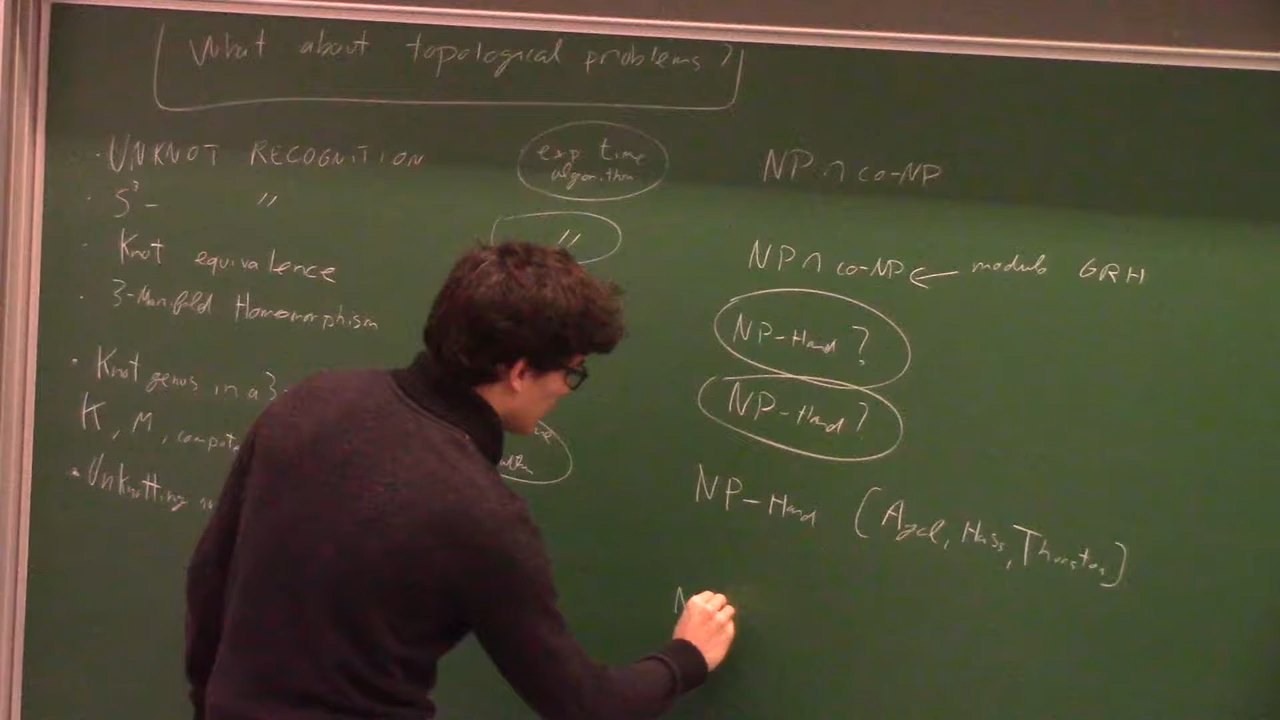 What about topological problems?
· UNKNOT RECOGNITION exp time algorithm NP ∩ co-NP
· S³ - " " NP ∩ co-NP ← modulo GRH
· Knot equivalence NP-Hard?
· 3-Manifold Homeomorphism NP-Hard?
· Knot genus in a 3- NP-Hard (Agol, Hass, Thurston)
K, M, compute
· Unknotting N